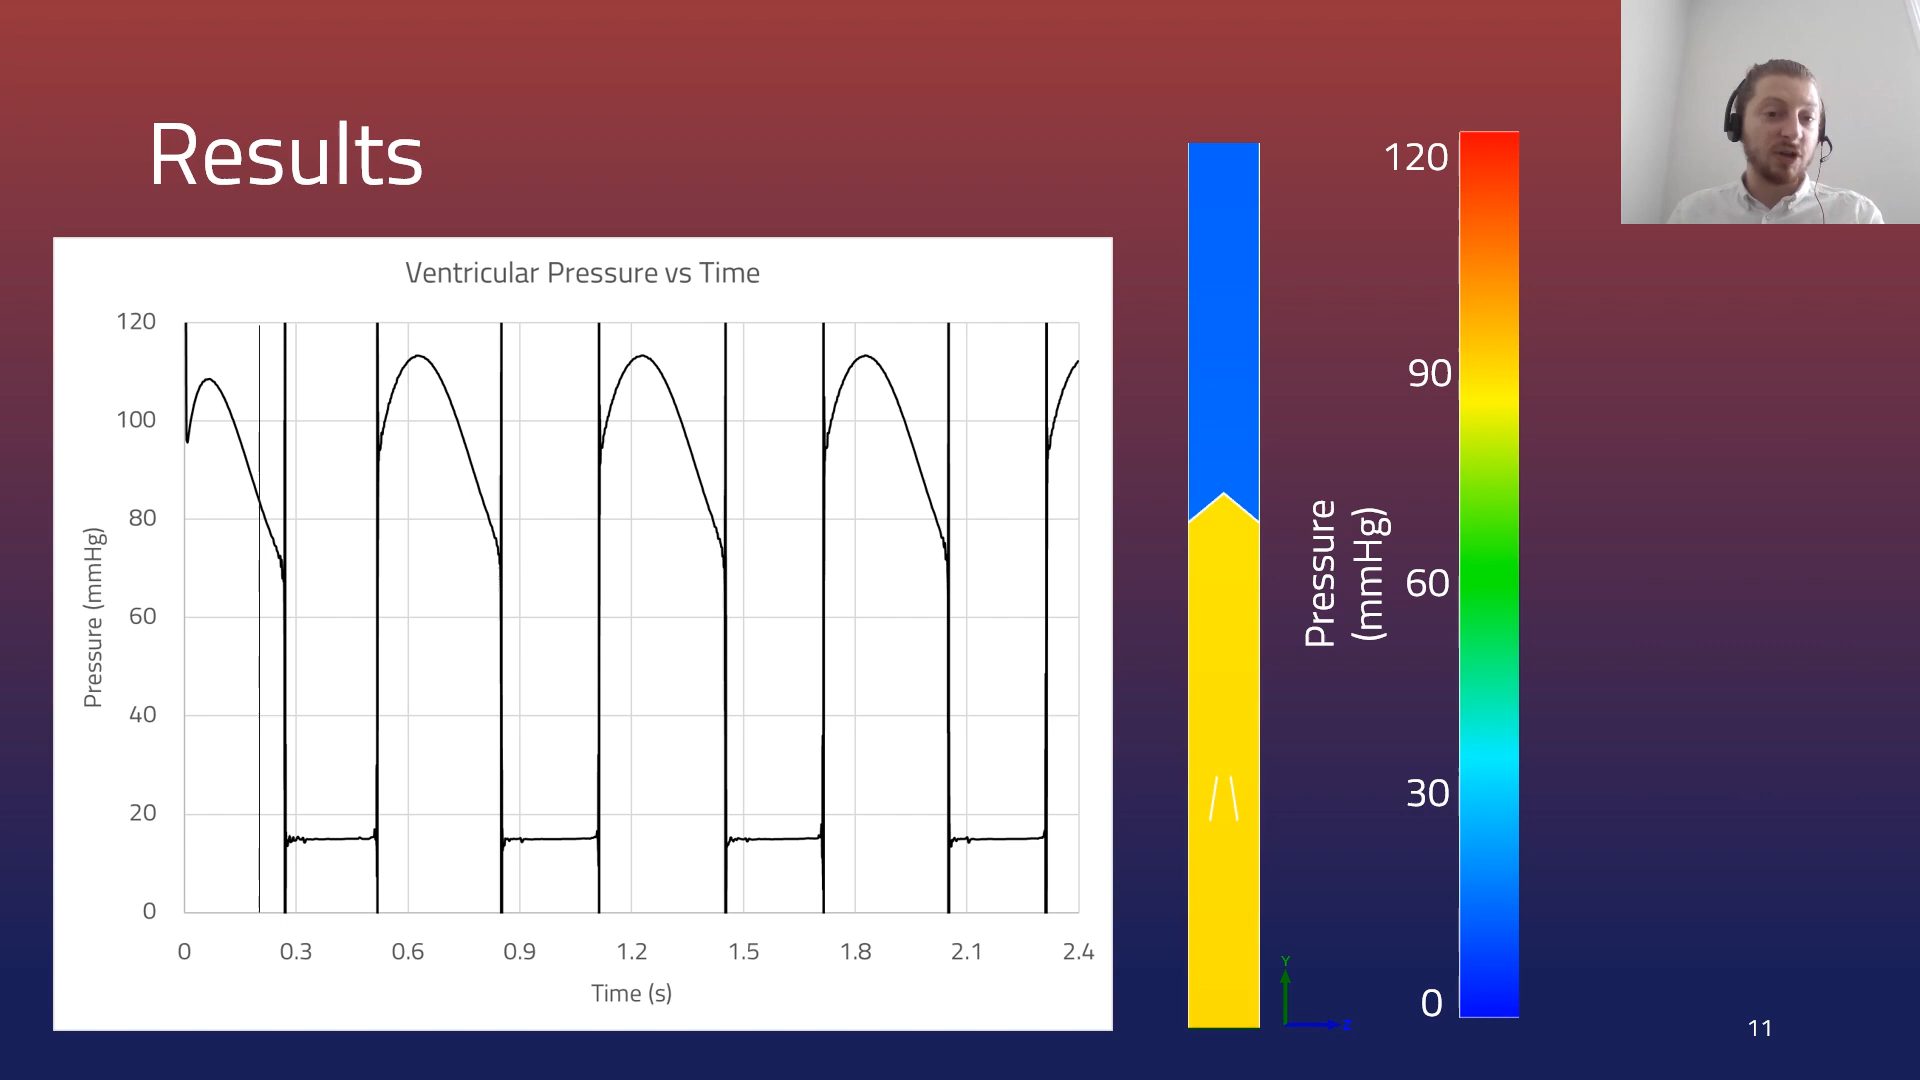 Results
Ventricular Pressure vs Time
120
100
80
60
40
20
0
Pressure (mmHg)
0 0.3 0.6 0.9 1.2 1.5 1.8 2.1 2.4
Time (s)
Pressure
(mmHg)
120
90
60
30
0
Y
Z
11